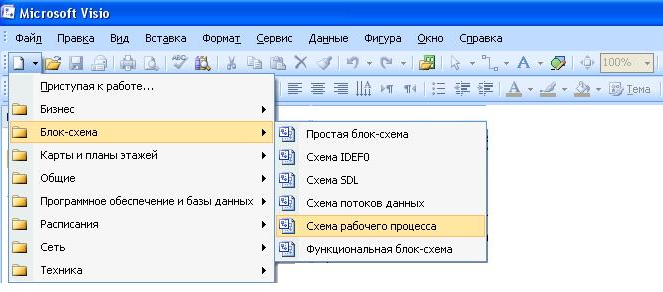 Microsoft Visio
Файл Правка Вид Вставка Формат Сервис Данные Фигура Окно Справка
100%
Тема
Приступая к работе...
Бизнес
Блок-схема
Карты и планы этажей
Общие
Программное обеспечение и базы данных
Расписания
Сеть
Техника
Простая блок-схема
Схема IDEF0
Схема SDL
Схема потоков данных
Схема рабочего процесса
Функциональная блок-схема